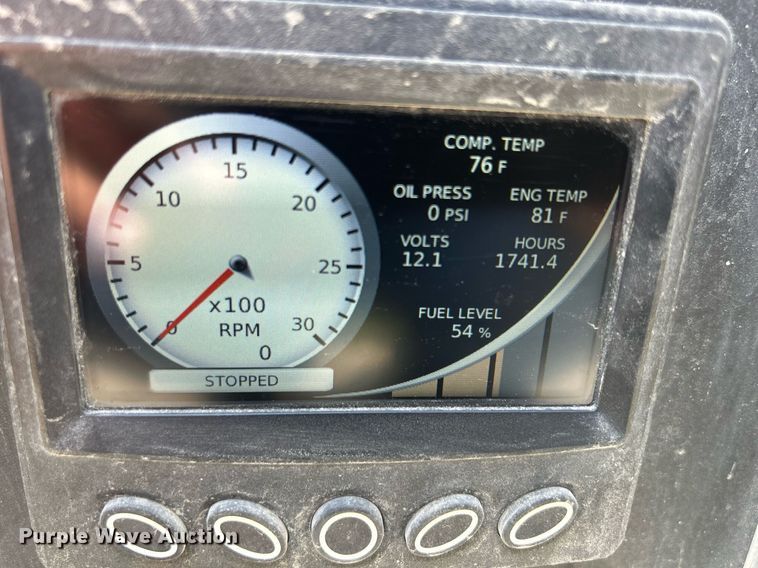 COMP. TEMP
76 F
OIL PRESS
0 PSI
ENG TEMP
81 F
VOLTS
12.1
HOURS
1741.4
FUEL LEVEL
54 %
0
5
10
15
20
25
30
x100
RPM
0
STOPPED
Purple Wave Auction